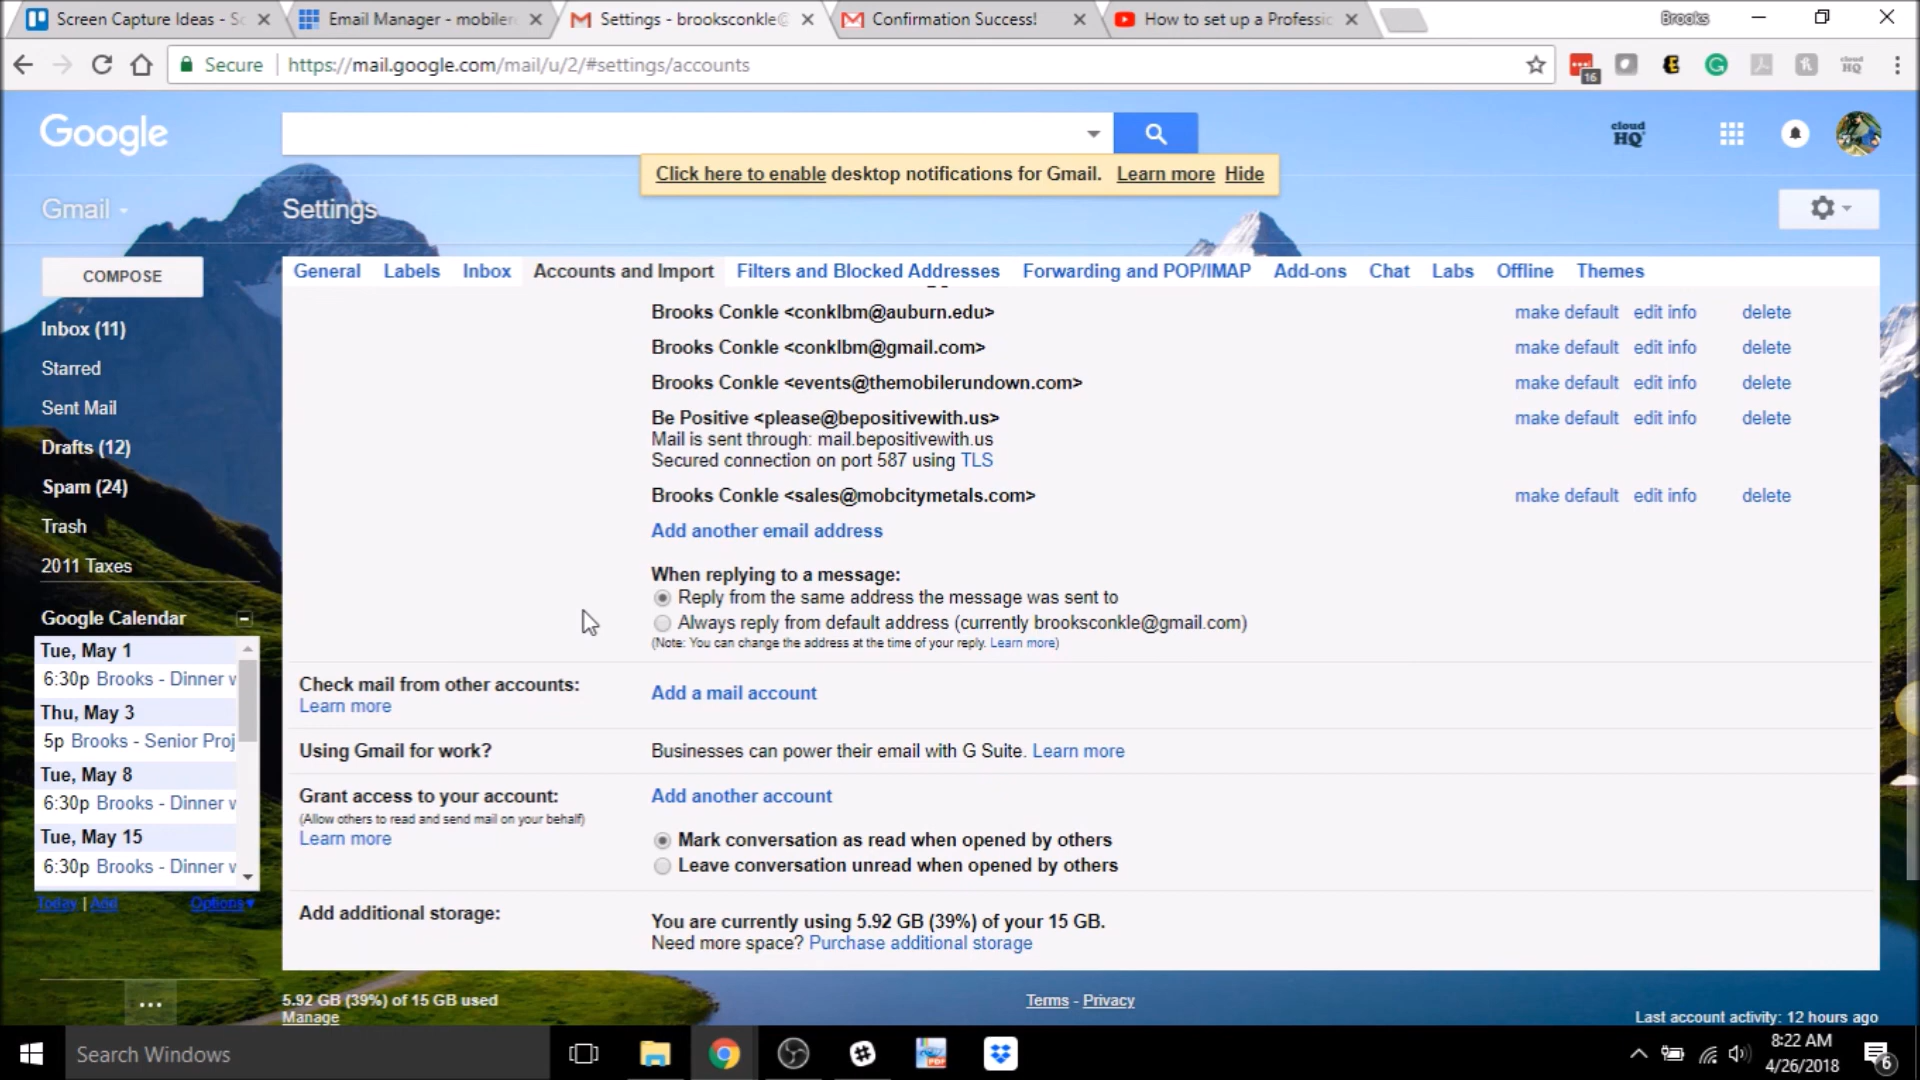 Screen Capture Ideas - Sc
Email Manager - mobilem
Settings - brooksconkle@
Confirmation Success!
How to set up a Professio
Brooks
Secure
https://mail.google.com/mail/u/2/#settings/accounts
16
cloud HQ
Google
cloud
HQ
Click here to enable desktop notifications for Gmail. Learn more Hide
Gmail
Settings
COMPOSE
General Labels Inbox Accounts and Import Filters and Blocked Addresses Forwarding and POP/IMAP Add-ons Chat Labs Offline Themes
Inbox (11)
Starred
Sent Mail
Drafts (12)
Spam (24)
Trash
2011 Taxes
Google Calendar
Tue, May 1
6:30p Brooks - Dinner w
Thu, May 3
5p Brooks - Senior Proj
Tue, May 8
6:30p Brooks - Dinner w
Tue, May 15
6:30p Brooks - Dinner w
Today | Add Options
Brooks Conkle <conklbm@auburn.edu> make default edit info delete
Brooks Conkle <conklbm@gmail.com> make default edit info delete
Brooks Conkle <events@themobilerundown.com> make default edit info delete
Be Positive <please@bepositivewith.us> make default edit info delete
Mail is sent through: mail.bepositivewith.us
Secured connection on port 587 using TLS
Brooks Conkle <sales@mobcitymetals.com> make default edit info delete
Add another email address
When replying to a message:
Reply from the same address the message was sent to
Always reply from default address (currently brooksconkle@gmail.com)
(Note: You can change the address at the time of your reply. Learn more)
Check mail from other accounts: Add a mail account
Learn more
Using Gmail for work? Businesses can power their email with G Suite. Learn more
Grant access to your account: Add another account
(Allow others to read and send mail on your behalf)
Learn more
Mark conversation as read when opened by others
Leave conversation unread when opened by others
Add additional storage: You are currently using 5.92 GB (39%) of your 15 GB.
Need more space? Purchase additional storage
5.92 GB (39%) of 15 GB used
Manage
Terms - Privacy
Last account activity: 12 hours ago
Search Windows
PDF
8:22 AM
4/26/2018
6